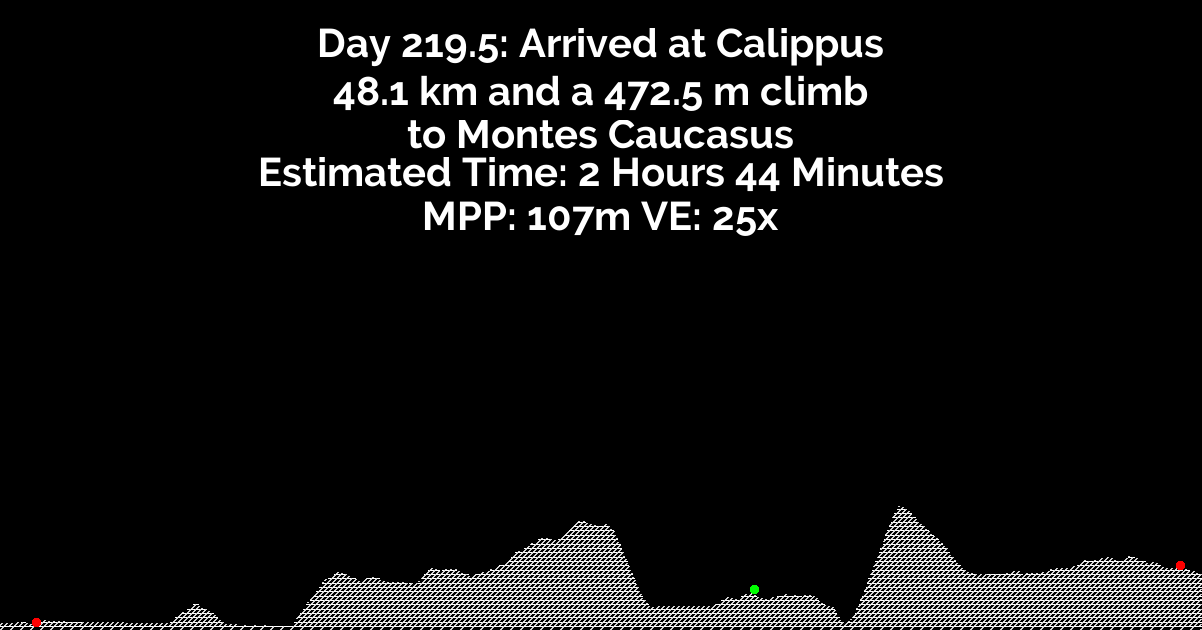 Day 219.5: Arrived at Calippus
48.1 km and a 472.5 m climb
to Montes Caucasus
Estimated Time: 2 Hours 44 Minutes
MPP: 107m VE: 25x